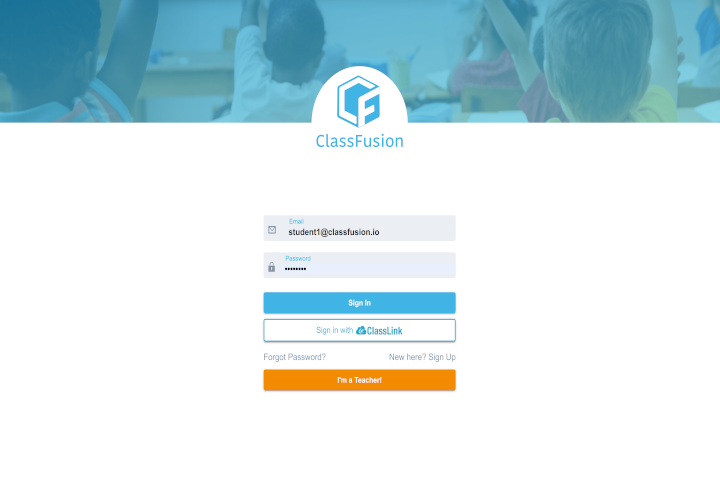 ClassFusion
Email
student1@classfusion.io
Password
••••••••
Sign In
Sign in with ClassLink
Forgot Password? New here? Sign Up
I'm a Teacher!